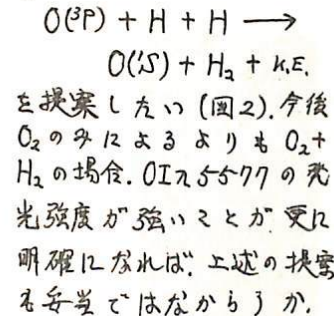 O(³P) + H + H ⟶
O(¹S) + H₂ + K.E.
を提案したい(図2).今後
O₂のみによるよりもO₂+
H₂の場合.OIλ5577の発
光強度が強いことが更に
明確になれば.上述の提案
も妥当ではなかろうか.